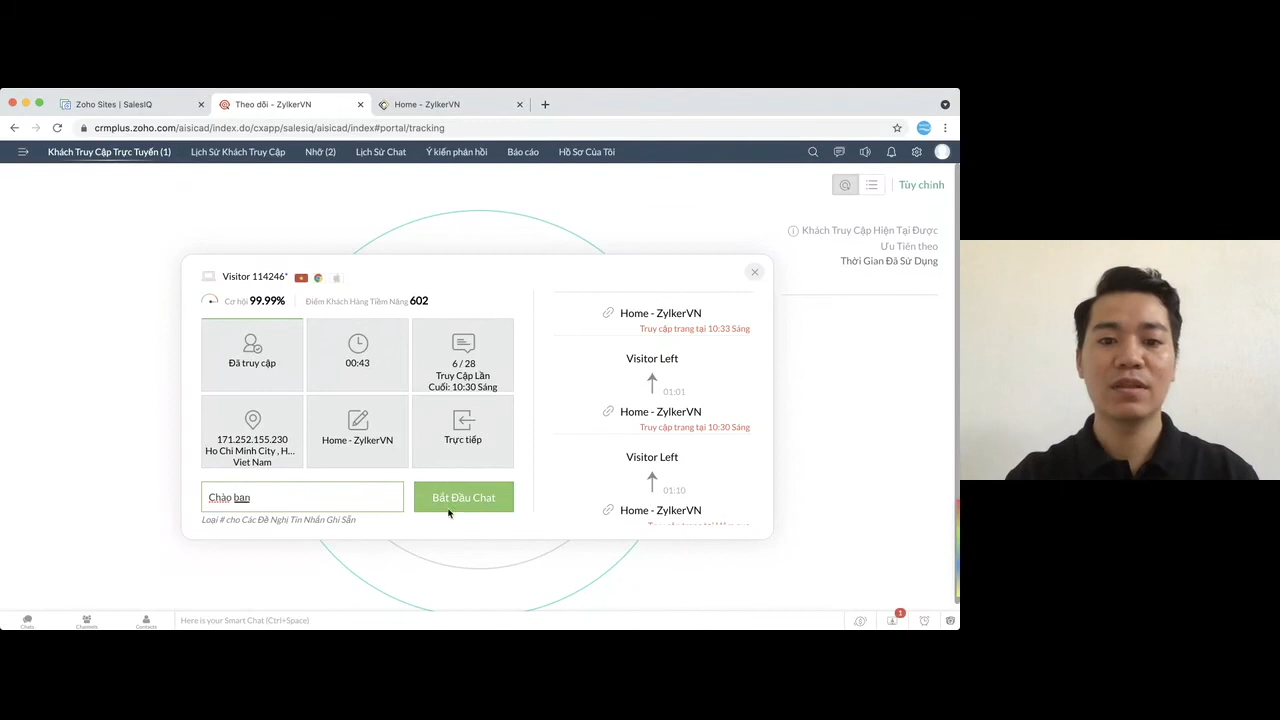 Zoho Sites | SalesIQ
Theo dõi - ZylkerVN
Home - ZylkerVN
crmplus.zoho.com/aisicad/index.do/cxapp/salesiq/aisicad/index#portal/tracking
Khách Truy Cập Trực Tuyến (1)
Lịch Sử Khách Truy Cập
Nhỡ (2)
Lịch Sử Chat
Ý kiến phản hồi
Báo cáo
Hồ Sơ Của Tôi
Tùy chỉnh
Khách Truy Cập Hiện Tại Được
Ưu Tiên theo
Thời Gian Đã Sử Dụng
Visitor 114246*
Cơ hội 99.99%
Điểm Khách Hàng Tiềm Năng 602
Đã truy cập
00:43
6 / 28
Truy Cập Lần
Cuối: 10:30 Sáng
171.252.155.230
Ho Chi Minh City , H...
Viet Nam
Home - ZylkerVN
Trực tiếp
Chào bạn
Bắt Đầu Chat
Loại # cho Các Đề Nghị Tin Nhắn Ghi Sẵn
Home - ZylkerVN
Truy cập trang tại 10:33 Sáng
Visitor Left
01:01
Home - ZylkerVN
Truy cập trang tại 10:30 Sáng
Visitor Left
01:10
Home - ZylkerVN
Chats
Channels
Contacts
Here is your Smart Chat (Ctrl+Space)
1